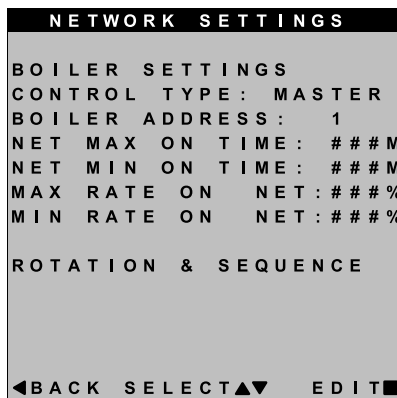 NETWORK SETTINGS
BOILER SETTINGS
CONTROL TYPE: MASTER
BOILER ADDRESS: 1
NET MAX ON TIME: ###M
NET MIN ON TIME: ###M
MAX RATE ON NET:###%
MIN RATE ON NET:###%
ROTATION & SEQUENCE
◀BACK SELECT▲▼ EDIT■